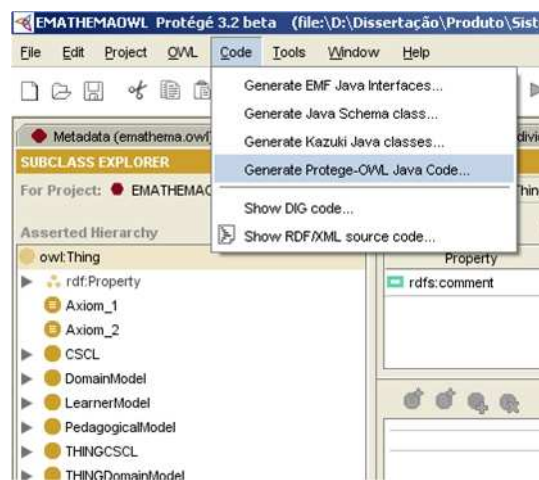 EMATHEMAOWL Protégé 3.2 beta (file:\D:\Dissertação\Produto\Sist
File Edit Project OWL Code Tools Window Help
Generate EMF Java Interfaces...
Generate Java Schema class...
Generate Kazuki Java classes...
Generate Protege-OWL Java Code...
Show DIG code...
Show RDF/XML source code...
Metadata (emathema.owl)
SUBCLASS EXPLORER
For Project: EMATHEMAO
Asserted Hierarchy
owl:Thing
rdf:Property
Axiom_1
Axiom_2
CSCL
DomainModel
LearnerModel
PedagogicalModel
THINGCSCL
THINGDomainModel
Property
rdfs:comment